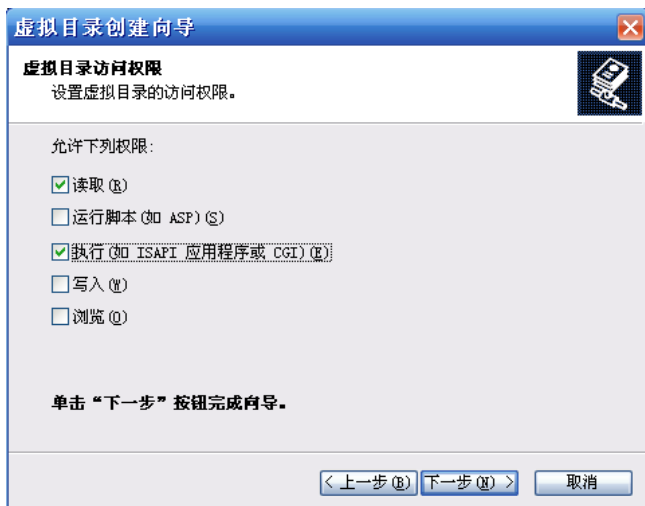 虚拟目录创建向导
虚拟目录访问权限
设置虚拟目录的访问权限。
允许下列权限:
读取(R)
运行脚本(如 ASP)(S)
执行(如 ISAPI 应用程序或 CGI)(E)
写入(W)
浏览(O)
单击“下一步”按钮完成向导。
< 上一步(B) 下一步(N) > 取消